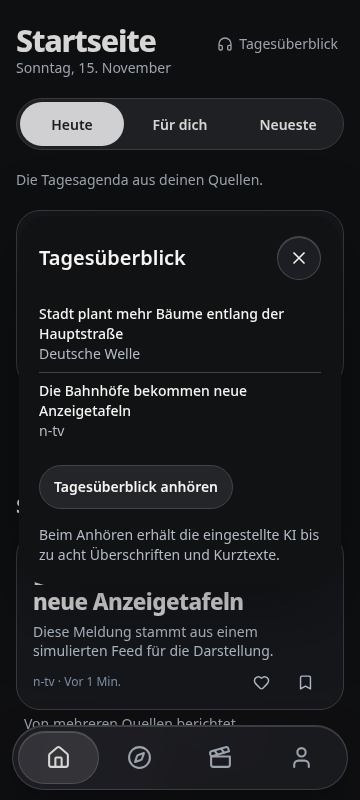 Startseite
Tagesüberblick
Sonntag, 15. November
Heute
Für dich
Neueste
Die Tagesagenda aus deinen Quellen.
Tagesüberblick
Stadt plant mehr Bäume entlang der
Hauptstraße
Deutsche Welle
Die Bahnhöfe bekommen neue
Anzeigetafeln
n-tv
Tagesüberblick anhören
Beim Anhören erhält die eingestellte KI bis
zu acht Überschriften und Kurztexte.
neue Anzeigetafeln
Diese Meldung stammt aus einem
simulierten Feed für die Darstellung.
n-tv · Vor 1 Min.
Von mehreren Quellen berichtet